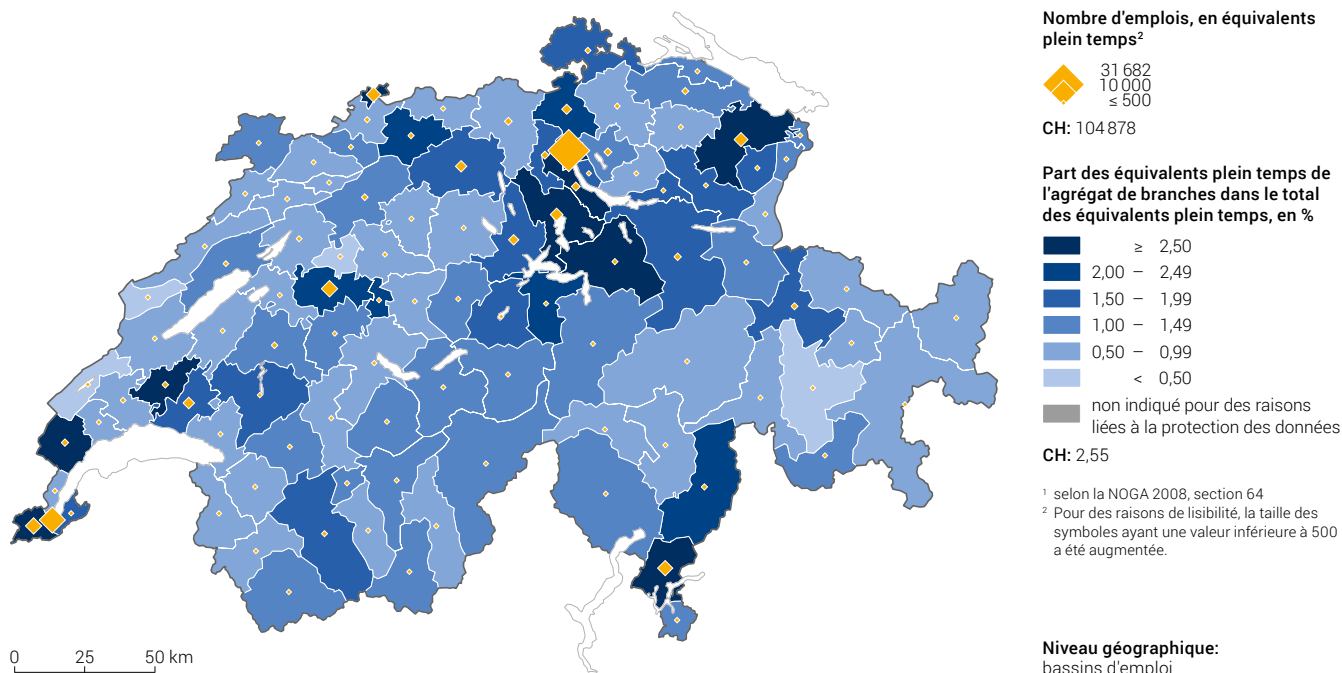 Nombre d'emplois, en équivalents
plein temps²
31 682
10 000
≤ 500
CH: 104 878
Part des équivalents plein temps de
l'agrégat de branches dans le total
des équivalents plein temps, en %
≥ 2,50
2,00 – 2,49
1,50 – 1,99
1,00 – 1,49
0,50 – 0,99
< 0,50
non indiqué pour des raisons
liées à la protection des données
CH: 2,55
¹ selon la NOGA 2008, section 64
² Pour des raisons de lisibilité, la taille des
symboles ayant une valeur inférieure à 500
a été augmentée.
0 25 50 km
Niveau géographique:
bassins d'emploi